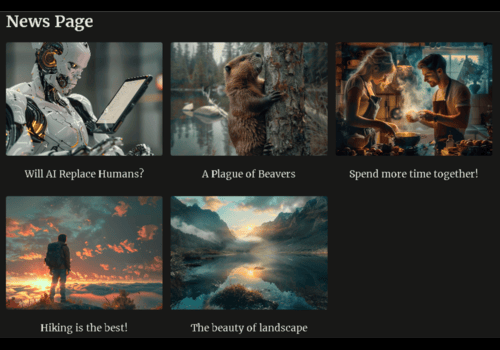 News Page
Will AI Replace Humans?
A Plague of Beavers
Spend more time together!
Hiking is the best!
The beauty of landscape